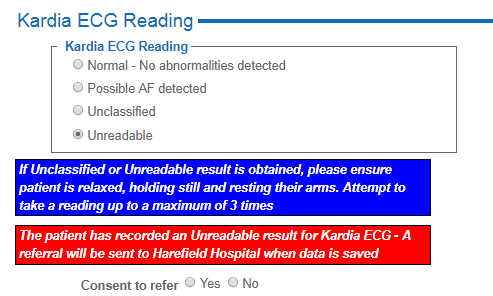 Kardia ECG Reading
Kardia ECG Reading
Normal - No abnormalities detected
Possible AF detected
Unclassified
Unreadable
If Unclassified or Unreadable result is obtained, please ensure
patient is relaxed, holding still and resting their arms. Attempt to
take a reading up to a maximum of 3 times
The patient has recorded an Unreadable result for Kardia ECG - A
referral will be sent to Harefield Hospital when data is saved
Consent to refer Yes No